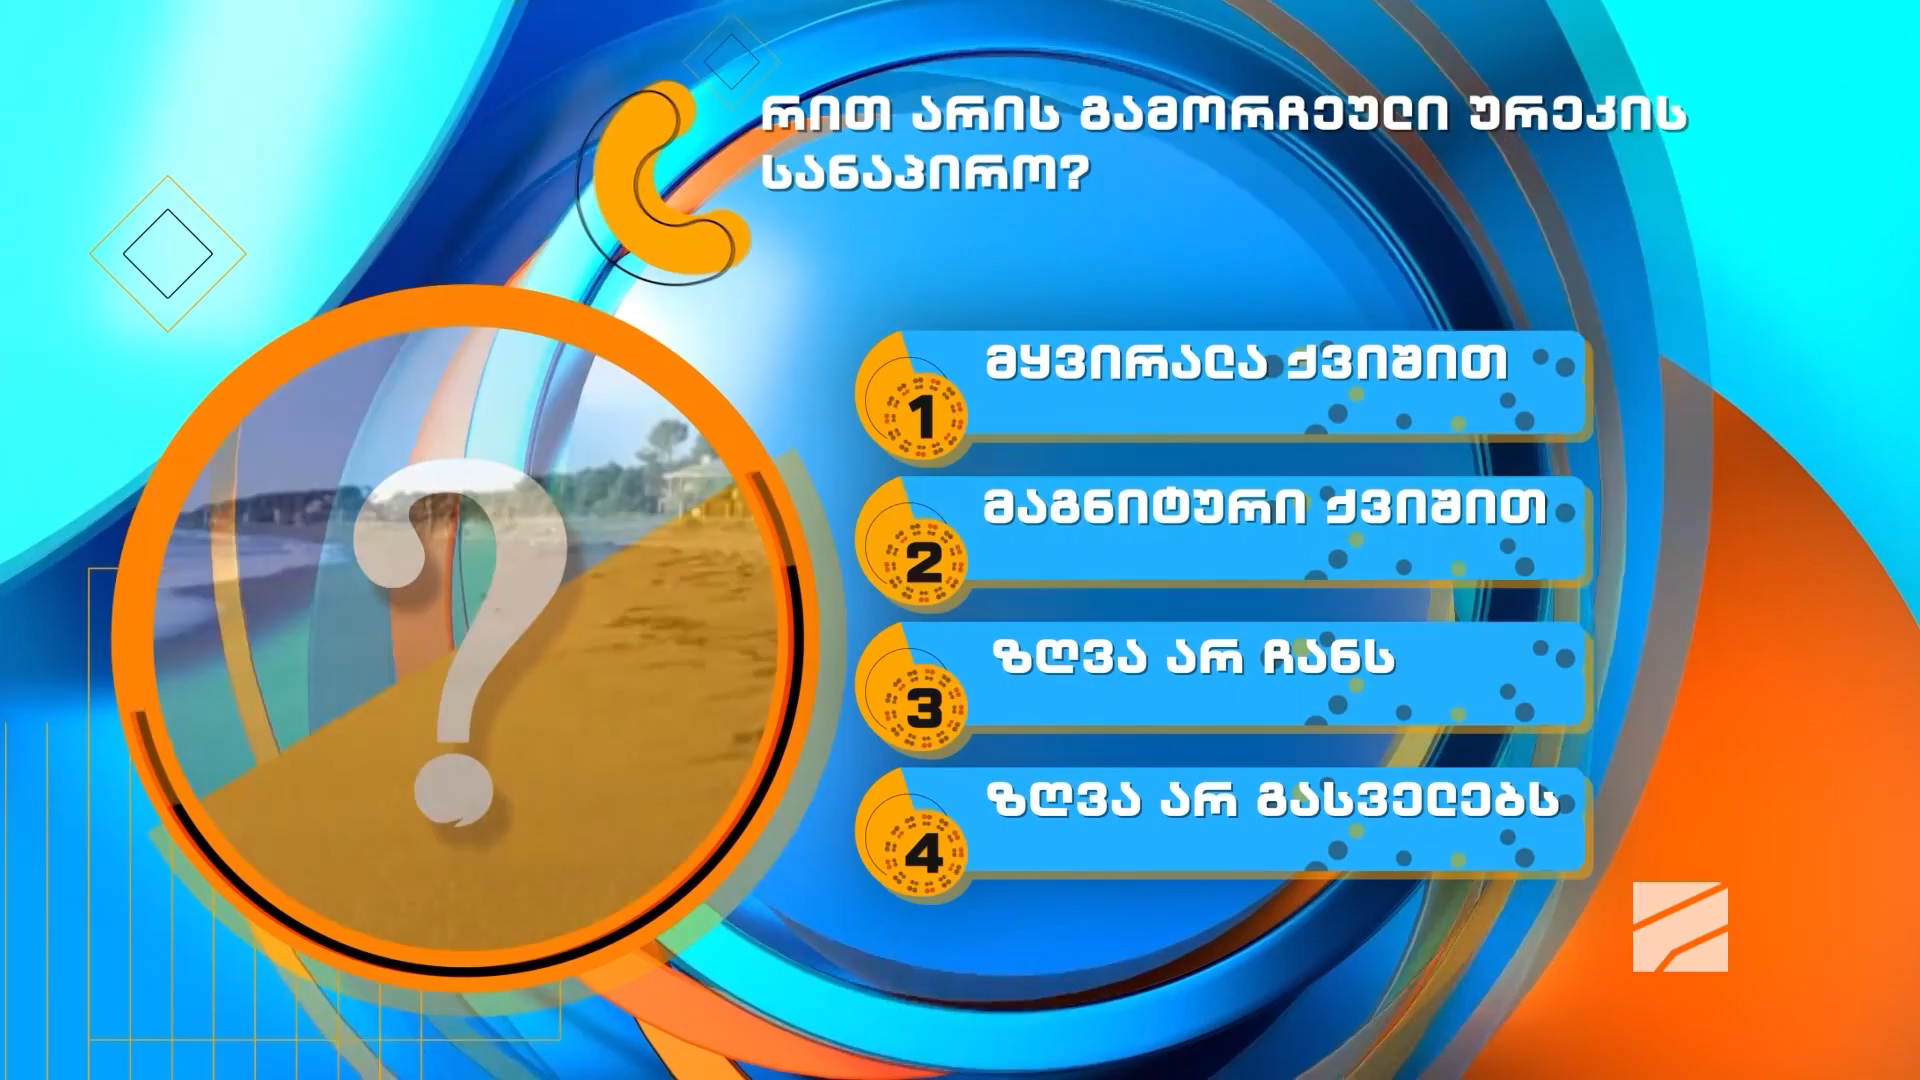 რით არის გამორჩეული ურეკის
სანაპირო?
1 მყვირალა ქვიშით
2 მაგნიტური ქვიშით
3 ზღვა არ ჩანს
4 ზღვა არ გასველებს
?